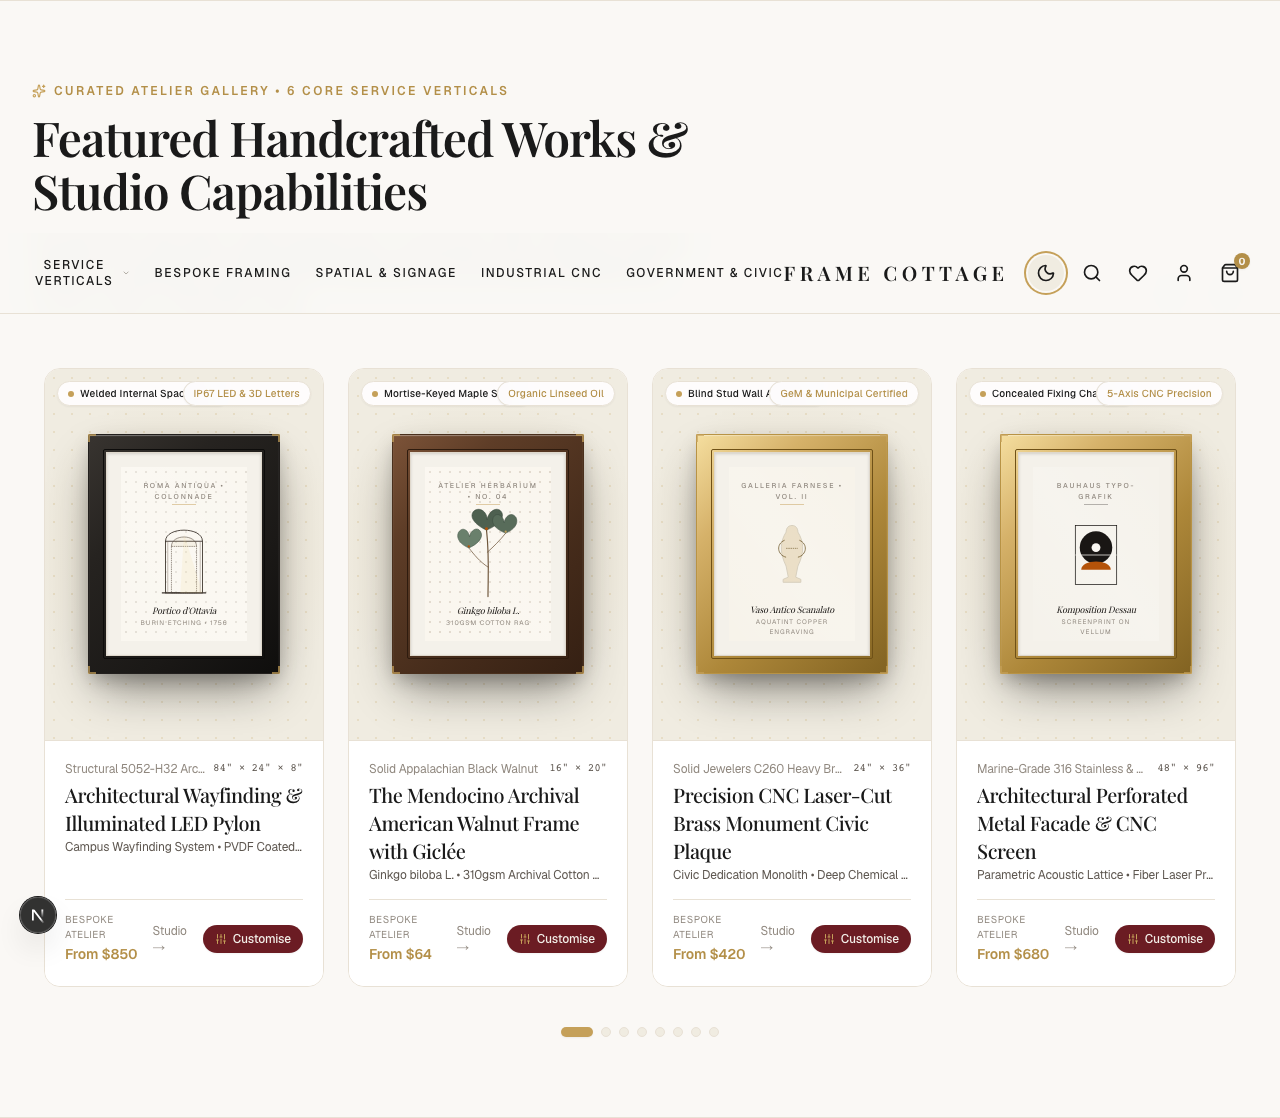 CURATED ATELIER GALLERY • 6 CORE SERVICE VERTICALS
Featured Handcrafted Works &
Studio Capabilities
SERVICE
VERTICALS
BESPOKE FRAMING
SPATIAL & SIGNAGE
INDUSTRIAL CNC
GOVERNMENT & CIVIC
FRAME COTTAGE
0
Welded Internal Spac
IP67 LED & 3D Letters
ROMA ANTIQUA •
COLONNADE
Portico d'Ottavia
BURIN ETCHING • 1756
Structural 5052-H32 Arc...
84" × 24" × 8"
Architectural Wayfinding &
Illuminated LED Pylon
Campus Wayfinding System • PVDF Coated...
BESPOKE
ATELIER
From $850
Studio
→
Customise
Mortise-Keyed Maple S
Organic Linseed Oil
ATELIER HERBARIUM
• NO. 04
Ginkgo biloba L.
310GSM COTTON RAG
Solid Appalachian Black Walnut
16" × 20"
The Mendocino Archival
American Walnut Frame
with Giclée
Ginkgo biloba L. • 310gsm Archival Cotton ...
BESPOKE
ATELIER
From $64
Studio
→
Customise
Blind Stud Wall A
GeM & Municipal Certified
GALLERIA FARNESE •
VOL. II
Vaso Antico Scanalato
AQUATINT COPPER
ENGRAVING
Solid Jewelers C260 Heavy Br...
24" × 36"
Precision CNC Laser-Cut
Brass Monument Civic
Plaque
Civic Dedication Monolith • Deep Chemical ...
BESPOKE
ATELIER
From $420
Studio
→
Customise
Concealed Fixing Cha
5-Axis CNC Precision
BAUHAUS TYPO-
GRAFIK
Komposition Dessau
SCREENPRINT ON
VELLUM
Marine-Grade 316 Stainless & ...
48" × 96"
Architectural Perforated
Metal Facade & CNC
Screen
Parametric Acoustic Lattice • Fiber Laser Pr...
BESPOKE
ATELIER
From $680
Studio
→
Customise
N